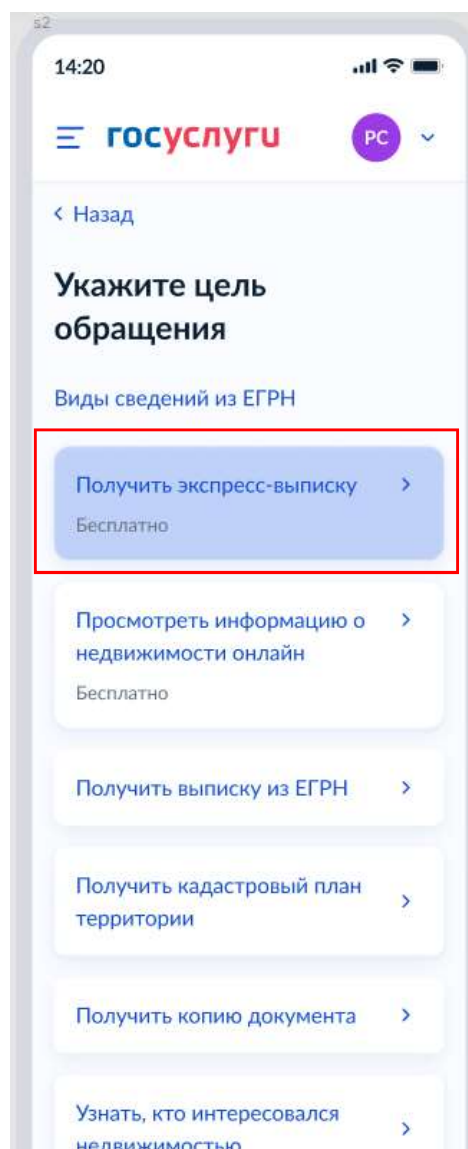 s2
14:20
госуслуги
РС
Назад
Укажите цель
обращения
Виды сведений из ЕГРН
Получить экспресс-выписку
Бесплатно
Просмотреть информацию о
недвижимости онлайн
Бесплатно
Получить выписку из ЕГРН
Получить кадастровый план
территории
Получить копию документа
Узнать, кто интересовался
недвижимостью